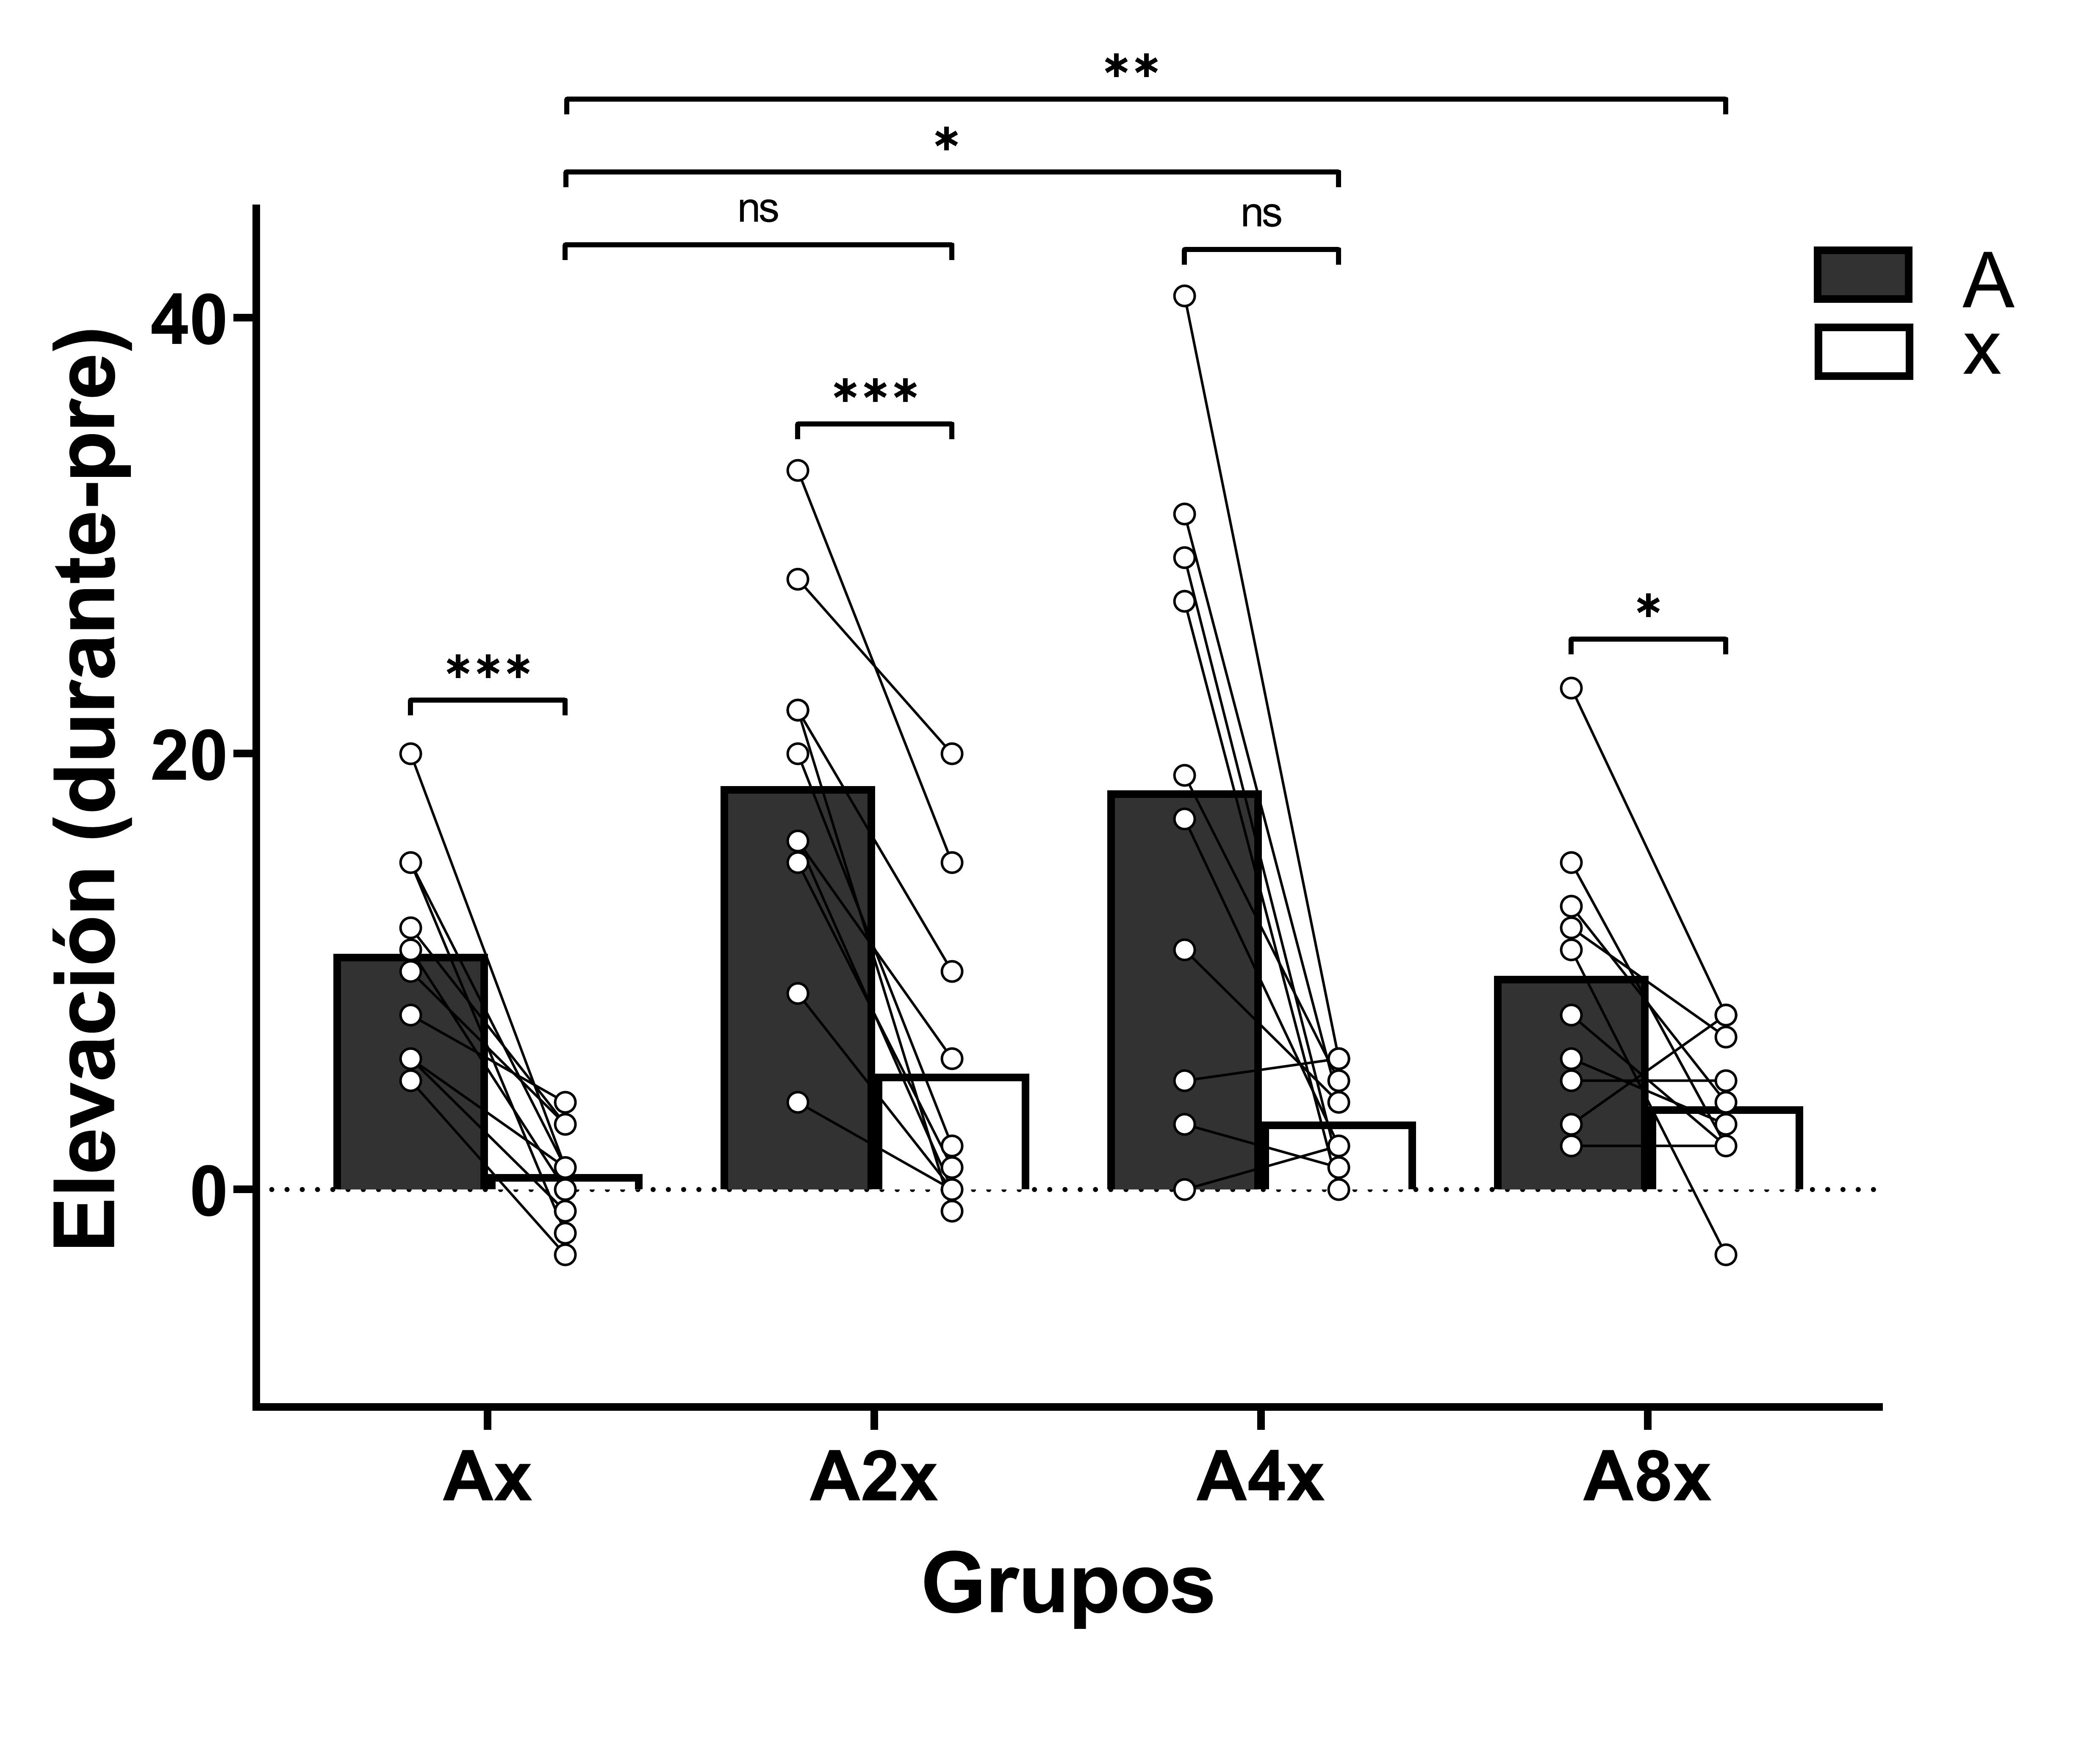 **
*
ns
ns
***
***
*
A
x
40
20
0
Elevación (durante-pre)
Ax
A2x
A4x
A8x
Grupos